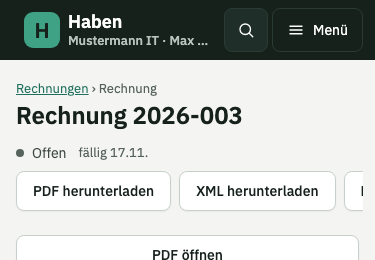 H
Haben
Mustermann IT · Max ...
Menü
Rechnungen › Rechnung
Rechnung 2026-003
Offen fällig 17.11.
PDF herunterladen
XML herunterladen
PDF öffnen